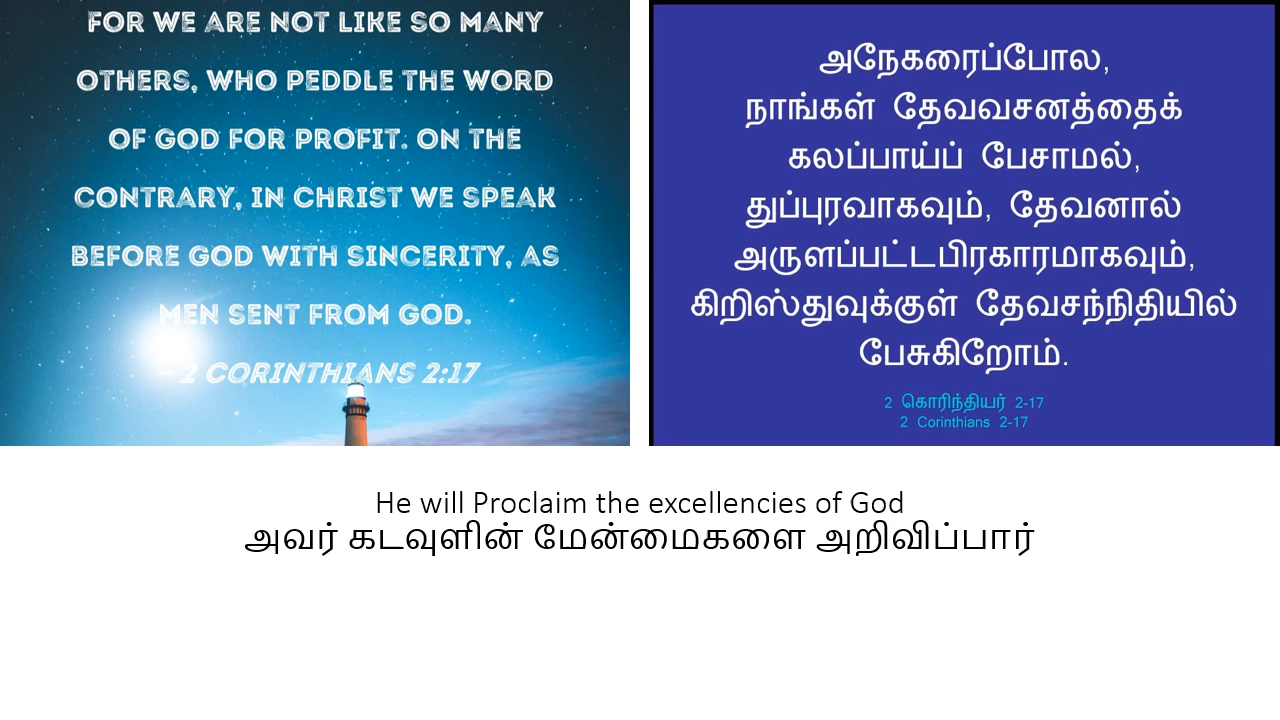 FOR WE ARE NOT LIKE SO MANY
OTHERS, WHO PEDDLE THE WORD
OF GOD FOR PROFIT. ON THE
CONTRARY, IN CHRIST WE SPEAK
BEFORE GOD WITH SINCERITY, AS
MEN SENT FROM GOD.
- 2 CORINTHIANS 2:17
அநேகரைப்போல,
நாங்கள் தேவவசனத்தைக்
கலப்பாய்ப் பேசாமல்,
துப்புரவாகவும், தேவனால்
அருளப்பட்டபிரகாரமாகவும்,
கிறிஸ்துவுக்குள் தேவசந்நிதியில்
பேசுகிறோம்.
2 கொரிந்தியர் 2-17
2 Corinthians 2-17
He will Proclaim the excellencies of God
அவர் கடவுளின் மேன்மைகளை அறிவிப்பார்